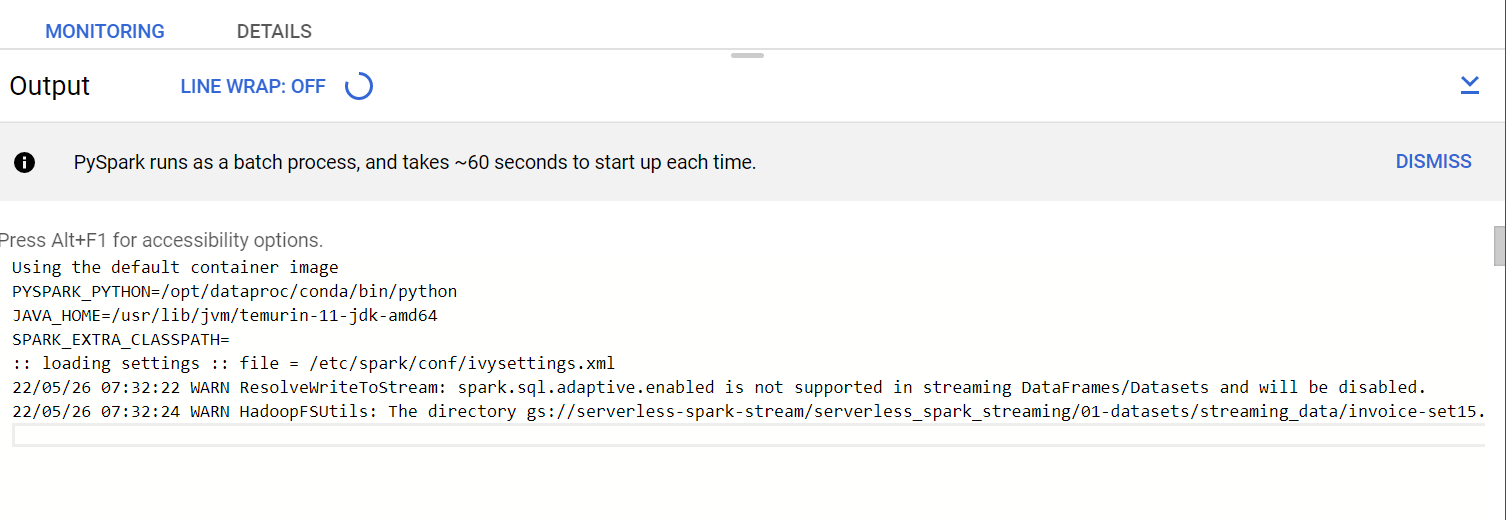 MONITORING DETAILS
Output LINE WRAP: OFF
PySpark runs as a batch process, and takes ~60 seconds to start up each time. DISMISS
Press Alt+F1 for accessibility options.
Using the default container image
PYSPARK_PYTHON=/opt/dataproc/conda/bin/python
JAVA_HOME=/usr/lib/jvm/temurin-11-jdk-amd64
SPARK_EXTRA_CLASSPATH=
:: loading settings :: file = /etc/spark/conf/ivysettings.xml
22/05/26 07:32:22 WARN ResolveWriteToStream: spark.sql.adaptive.enabled is not supported in streaming DataFrames/Datasets and will be disabled.
22/05/26 07:32:24 WARN HadoopFSUtils: The directory gs://serverless-spark-stream/serverless_spark_streaming/01-datasets/streaming_data/invoice-set15.